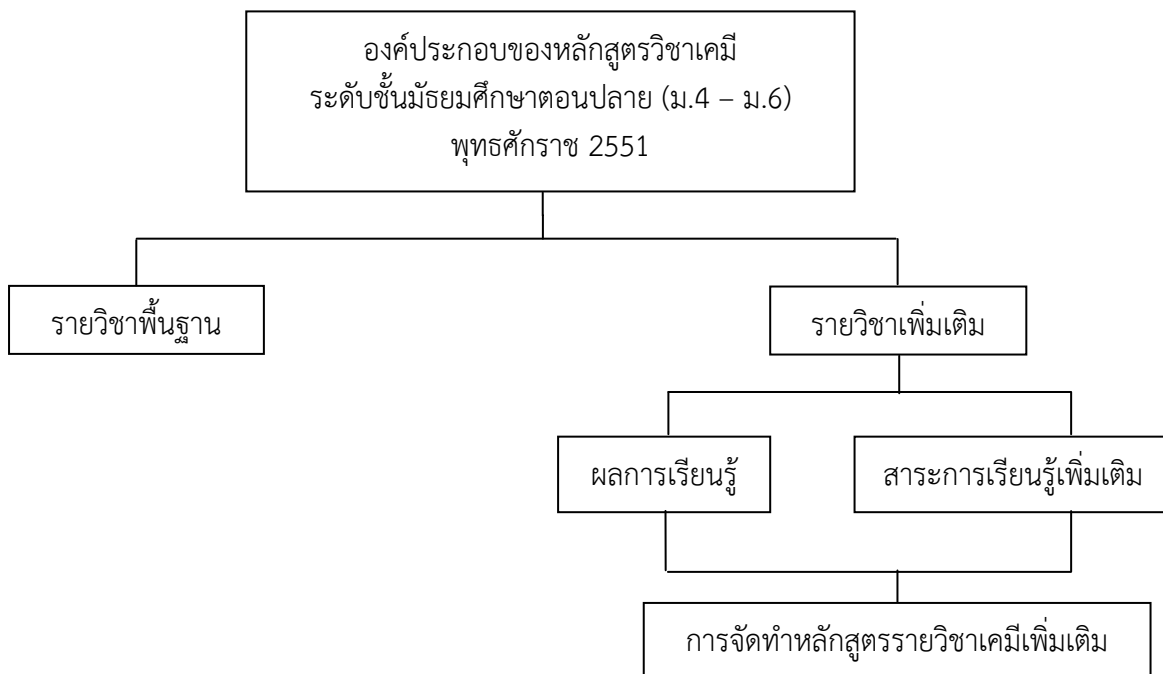 องค์ประกอบของหลักสูตรวิชาเคมี
ระดับชั้นมัธยมศึกษาตอนปลาย (ม.4 – ม.6)
พุทธศักราช 2551
รายวิชาพื้นฐาน
รายวิชาเพิ่มเติม
ผลการเรียนรู้
สาระการเรียนรู้เพิ่มเติม
การจัดทำหลักสูตรรายวิชาเคมีเพิ่มเติม